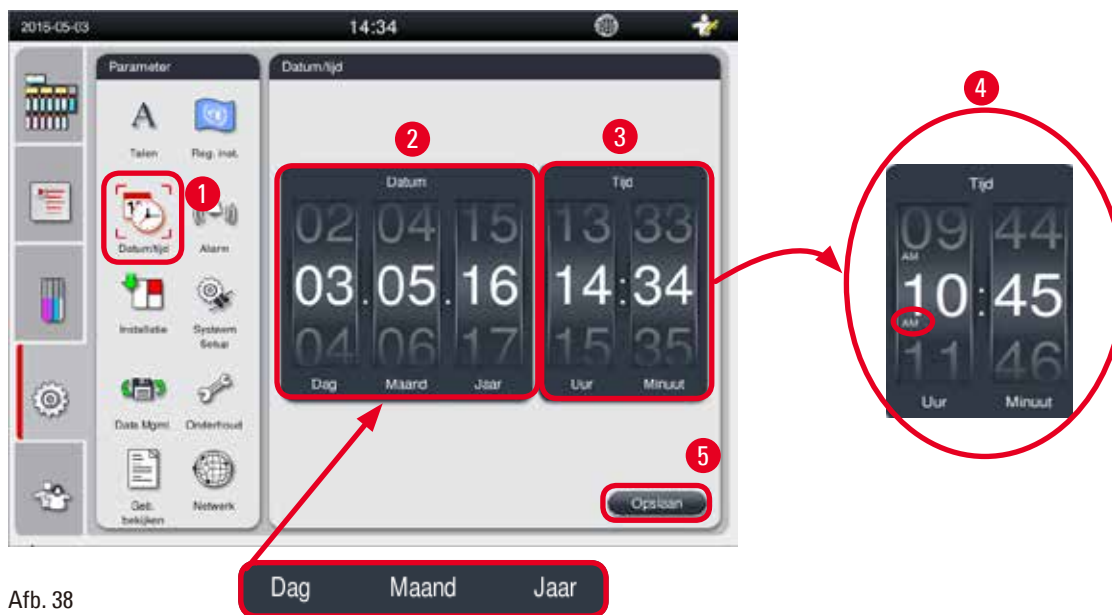 2015-05-03 14:34
Parameter
Datum/tijd
Talen
Reg. inst.
Datum/tijd
Alarm
Installatie
Systeem
Setup
Data Mgmt
Onderhoud
Geb.
bekijken
Netwerk
1
2
Datum
02 04 15
03.05.16
04 06 17
Dag Maand Jaar
3
Tijd
13 33
14:34
15 35
Uur Minuut
5
Opslaan
4
Tijd
09 44
AM
10:45
AM
11 46
Uur Minuut
Dag Maand Jaar
Afb. 38